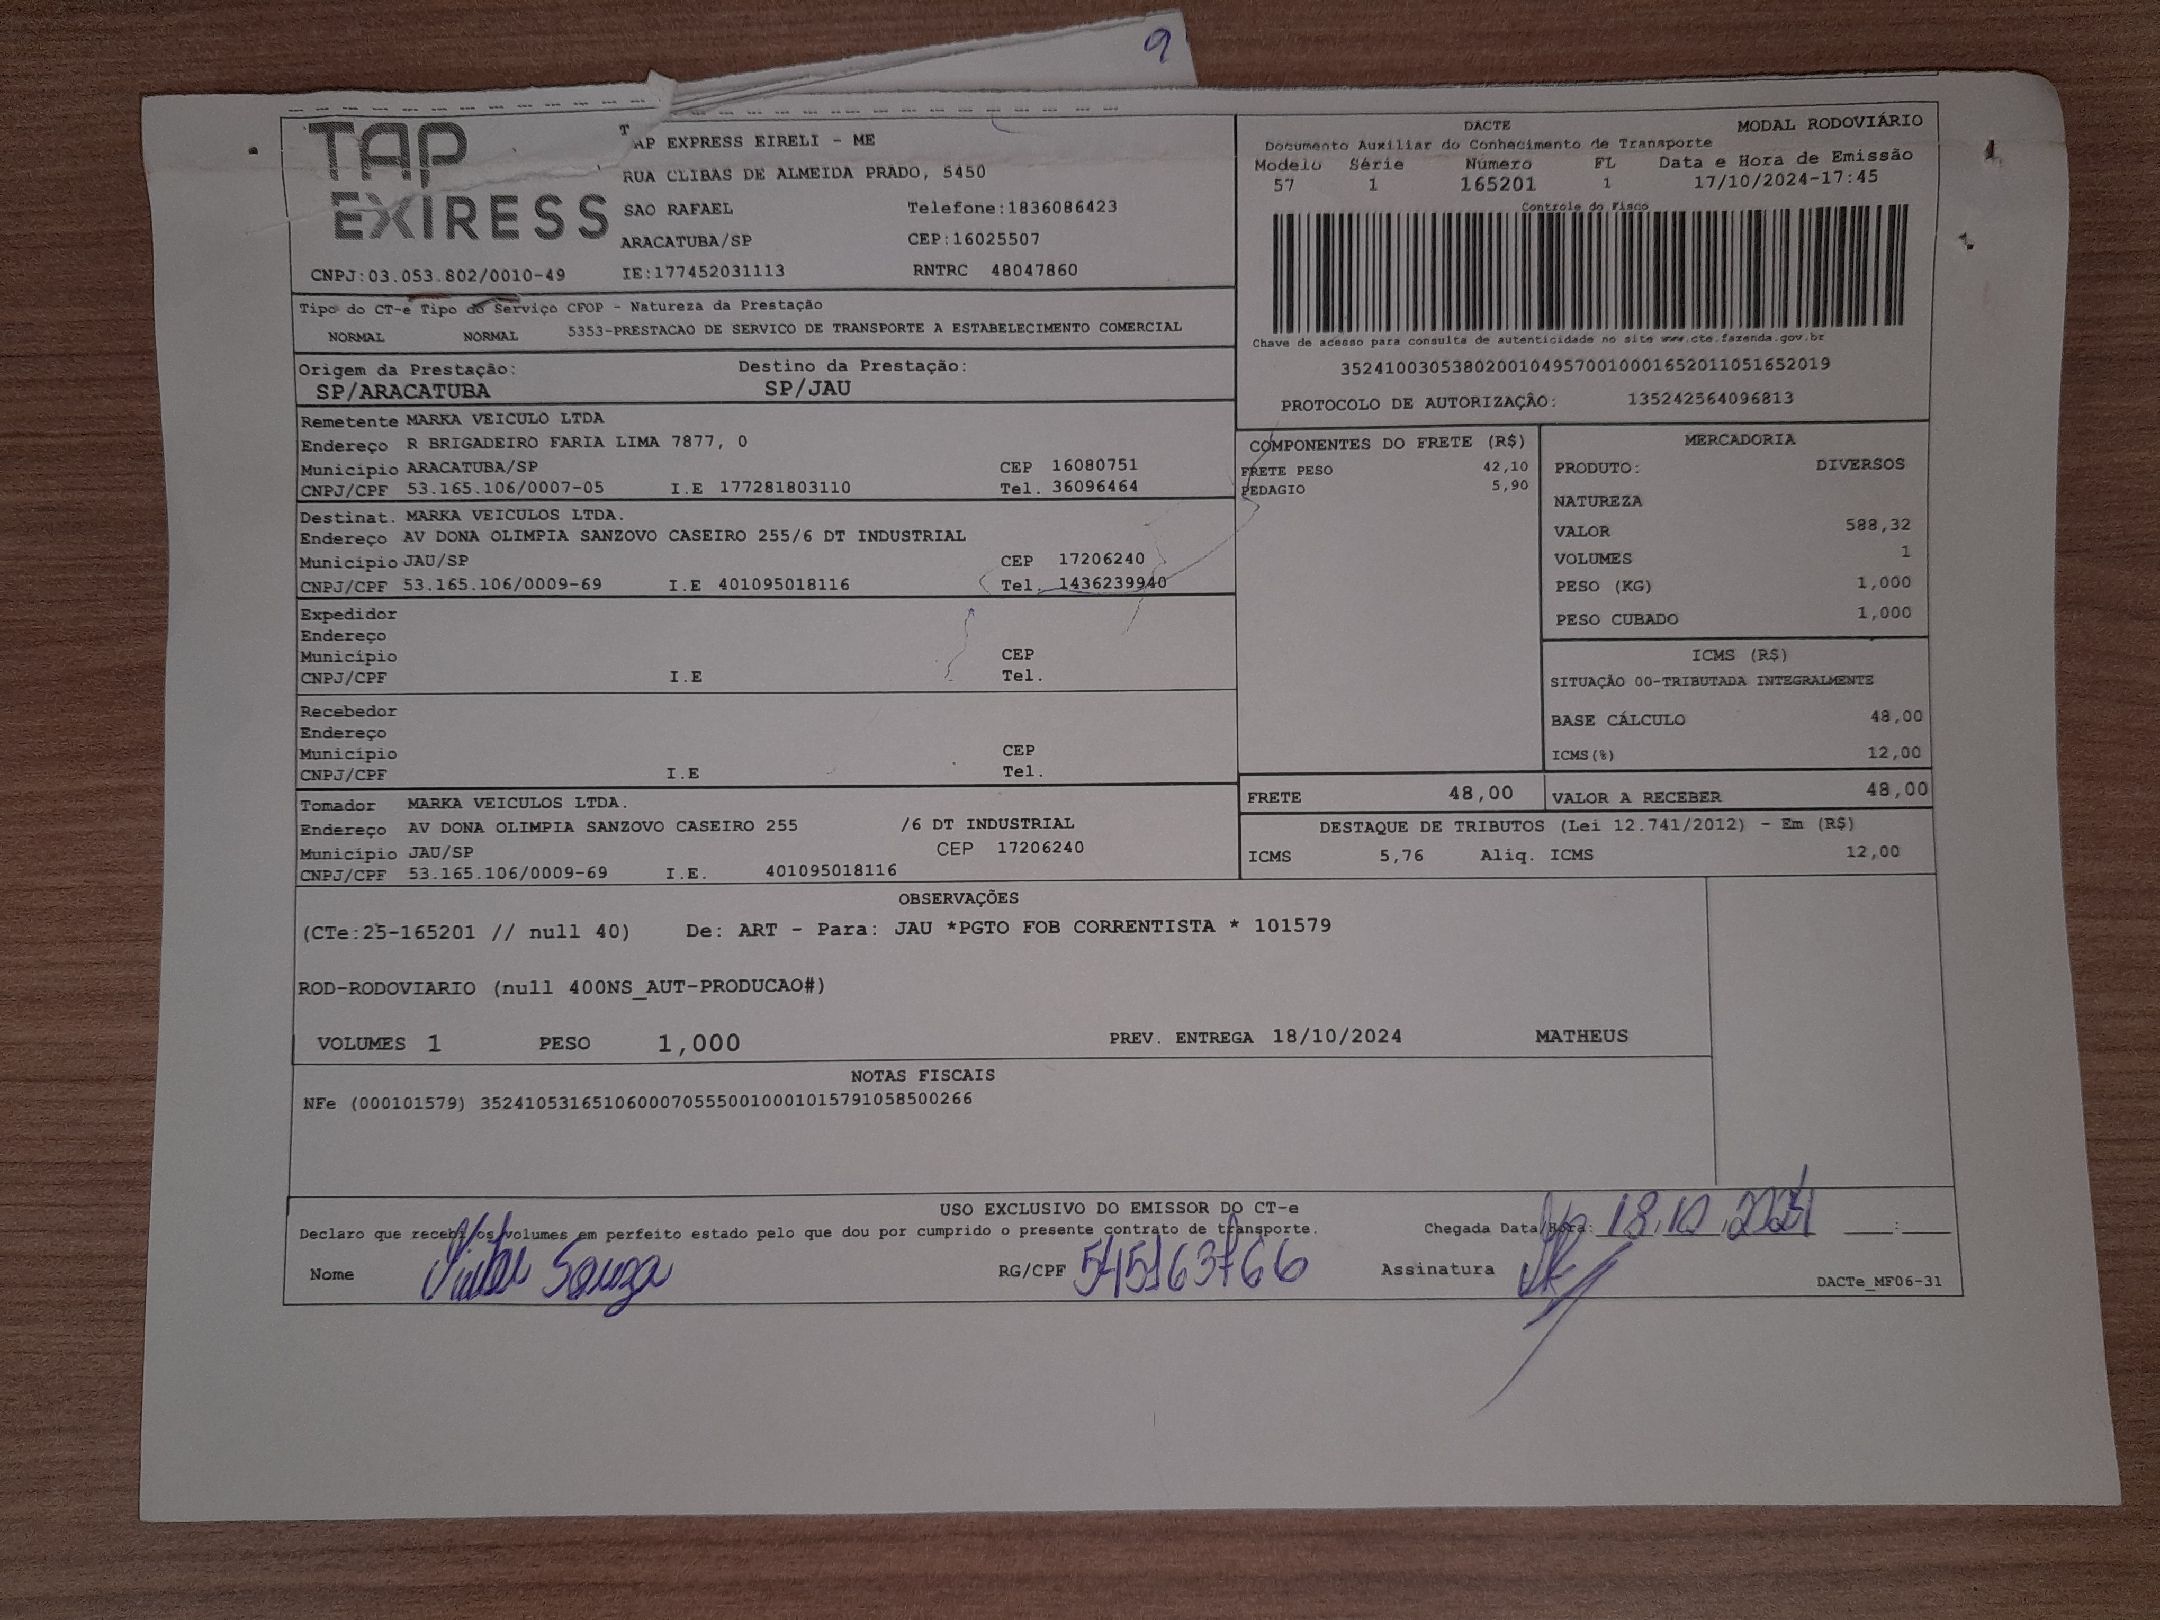 9
TAP
EXPRESS
TAP EXPRESS EIRELI - ME
RUA CLIBAS DE ALMEIDA PRADO, 5450
SAO RAFAEL Telefone:1836086423
ARACATUBA/SP CEP:16025507
CNPJ:03.053.802/0010-49 IE:177452031113 RNTRC 48047860
DACTE MODAL RODOVIÁRIO
Documento Auxiliar do Conhecimento de Transporte
Modelo Série Número FL Data e Hora de Emissão
57 1 165201 1 17/10/2024-17:45
Controle do Fisco
Chave de acesso para consulta de autenticidade no site www.cte.fazenda.gov.br
35241003053802001049570010001652011051652019
PROTOCOLO DE AUTORIZAÇÂO: 135242564096813
Tipo do CT-e Tipo do Serviço CFOP - Natureza da Prestação
NORMAL NORMAL 5353-PRESTACAO DE SERVICO DE TRANSPORTE A ESTABELECIMENTO COMERCIAL
Origem da Prestação: Destino da Prestação:
SP/ARACATUBA SP/JAU
Remetente MARKA VEICULO LTDA
Endereço R BRIGADEIRO FARIA LIMA 7877, 0
Município ARACATUBA/SP CEP 16080751
CNPJ/CPF 53.165.106/0007-05 I.E 177281803110 Tel. 36096464
Destinat. MARKA VEICULOS LTDA.
Endereço AV DONA OLIMPIA SANZOVO CASEIRO 255/6 DT INDUSTRIAL
Município JAU/SP CEP 17206240
CNPJ/CPF 53.165.106/0009-69 I.E 401095018116 Tel. 1436239940
Expedidor
Endereço
Município CEP
CNPJ/CPF I.E Tel.
Recebedor
Endereço
Município CEP
CNPJ/CPF I.E Tel.
Tomador MARKA VEICULOS LTDA.
Endereço AV DONA OLIMPIA SANZOVO CASEIRO 255 /6 DT INDUSTRIAL
Município JAU/SP CEP 17206240
CNPJ/CPF 53.165.106/0009-69 I.E. 401095018116
COMPONENTES DO FRETE (R$)
FRETE PESO 42,10
PEDAGIO 5,90
MERCADORIA
PRODUTO: DIVERSOS
NATUREZA
VALOR 588,32
VOLUMES 1
PESO (KG) 1,000
PESO CUBADO 1,000
ICMS (R$)
SITUAÇÃO 00-TRIBUTADA INTEGRALMENTE
BASE CÁLCULO 48,00
ICMS(%) 12,00
FRETE 48,00 VALOR A RECEBER 48,00
DESTAQUE DE TRIBUTOS (Lei 12.741/2012) - Em (R$)
ICMS 5,76 Aliq. ICMS 12,00
OBSERVAÇÕES
(CTe:25-165201 // null 40) De: ART - Para: JAU *PGTO FOB CORRENTISTA * 101579
ROD-RODOVIARIO (null 400NS_AUT-PRODUCAO#)
VOLUMES 1 PESO 1,000 PREV. ENTREGA 18/10/2024 MATHEUS
NOTAS FISCAIS
NFe (000101579) 35241053165106000705550010001015791058500266
USO EXCLUSIVO DO EMISSOR DO CT-e
Declaro que recebi os volumes em perfeito estado pelo que dou por cumprido o presente contrato de transporte. Chegada Data/Hora: 18.10.2024 :
Nome Souza RG/CPF 545163766 Assinatura
DACTe_MF06-31